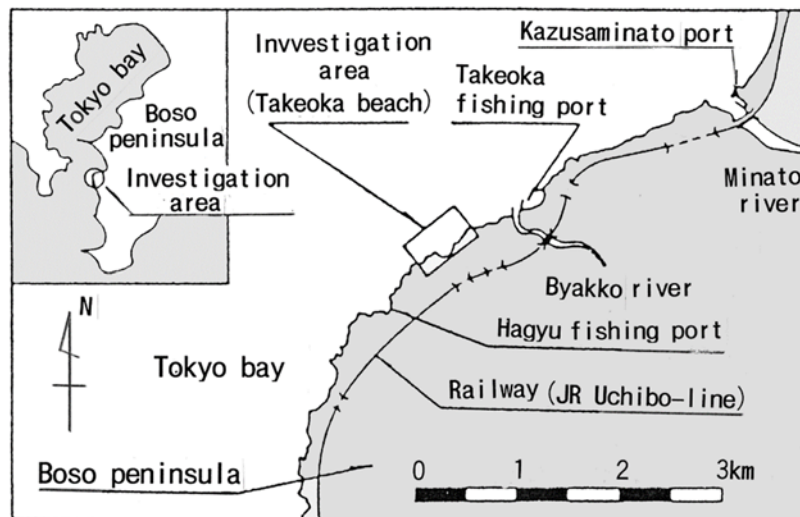 Tokyo bay
Boso
peninsula
Investigation
area
Invvestigation
area
(Takeoka beach)
Takeoka
fishing port
Kazusaminato port
Minato
river
Byakko river
Hagyu fishing port
Railway (JR Uchibo-line)
N
Tokyo bay
Boso peninsula
0 1 2 3km